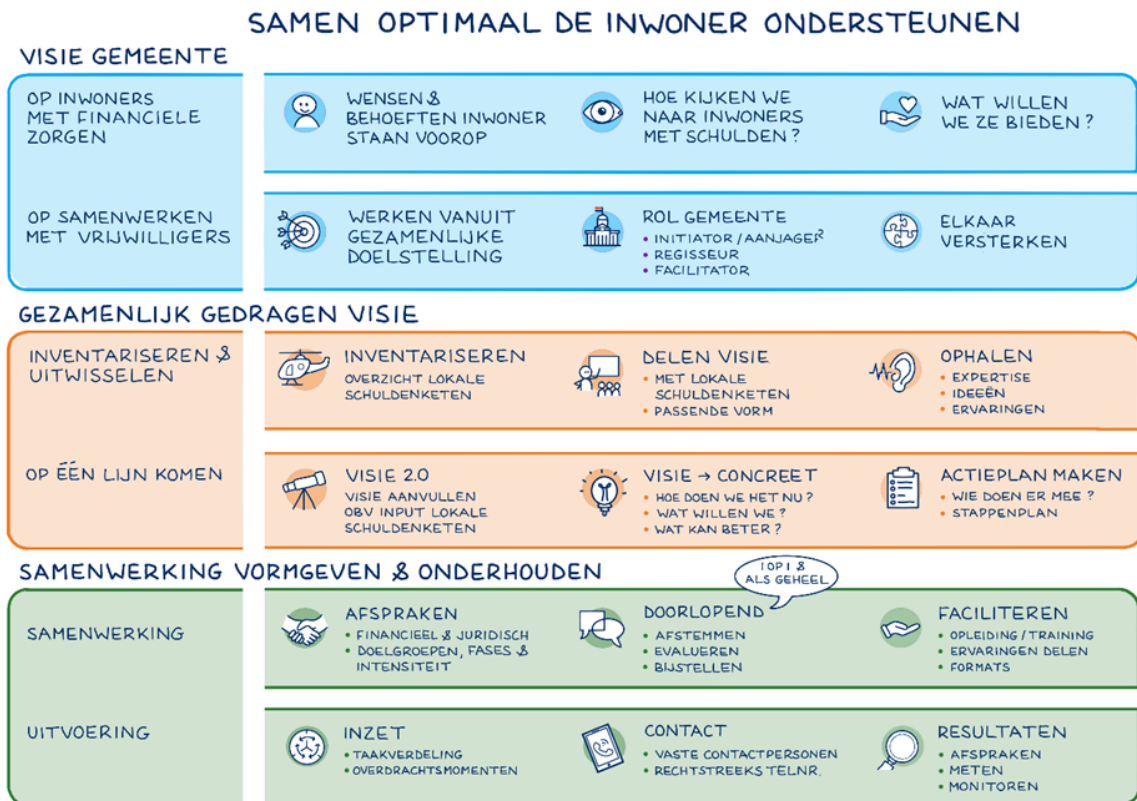 SAMEN OPTIMAAL DE INWONER ONDERSTEUNEN
VISIE GEMEENTE
OP INWONERS
MET FINANCIELE
ZORGEN
WENSEN &
BEHOEFTEN INWONER
STAAN VOOROP
HOE KIJKEN WE
NAAR INWONERS
MET SCHULDEN?
WAT WILLEN
WE ZE BIEDEN?
OP SAMENWERKEN
MET VRIJWILLIGERS
WERKEN VANUIT
GEZAMENLIJKE
DOELSTELLING
ROL GEMEENTE
• INITIATOR/AANJAGER
• REGISSEUR
• FACILITATOR
ELKAAR
VERSTERKEN
GEZAMENLIJK GEDRAGEN VISIE
INVENTARISEREN &
UITWISSELEN
INVENTARISEREN
OVERZICHT LOKALE
SCHULDENKETEN
DELEN VISIE
• MET LOKALE
SCHULDENKETEN
• PASSENDE VORM
OPHALEN
• EXPERTISE
• IDEEËN
• ERVARINGEN
OP ÉÉN LIJN KOMEN
VISIE 2.0
VISIE AANVULLEN
OBV INPUT LOKALE
SCHULDENKETEN
VISIE → CONCREET
• HOE DOEN WE HET NU?
• WAT WILLEN WE?
• WAT KAN BETER?
ACTIEPLAN MAKEN
• WIE DOEN ER MEE?
• STAPPENPLAN
SAMENWERKING VORMGEVEN & ONDERHOUDEN
1 OP 1 &
ALS GEHEEL
SAMENWERKING
AFSPRAKEN
• FINANCIEEL & JURIDISCH
• DOELGROEPEN, FASES &
INTENSITEIT
DOORLOPEND
• AFSTEMMEN
• EVALUEREN
• BIJSTELLEN
FACILITEREN
• OPLEIDING/TRAINING
• ERVARINGEN DELEN
• FORMATS
UITVOERING
INZET
• TAAKVERDELING
• OVERDRACHTSMOMENTEN
CONTACT
• VASTE CONTACTPERSONEN
• RECHTSTREEKS TELNR.
RESULTATEN
• AFSPRAKEN
• METEN
• MONITOREN